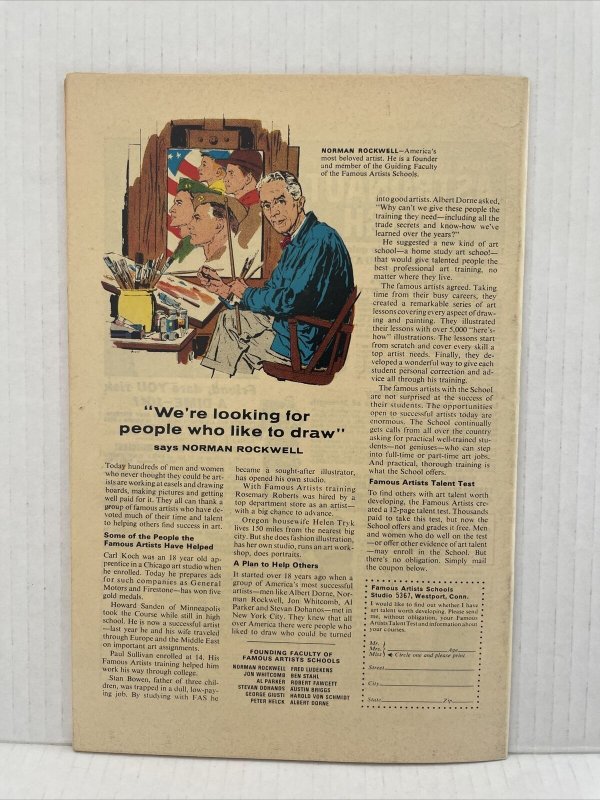 NORMAN ROCKWELL—America's
most beloved artist. He is a founder
and member of the Guiding Faculty
of the Famous Artists Schools.
"We're looking for
people who like to draw"
says NORMAN ROCKWELL
Today hundreds of men and women
who never thought they could be art-
ists are working at easels and drawing
boards, making pictures and getting
well paid for it. They all can thank a
group of famous artists who have de-
voted much of their time and talent
to helping others find success in art.
Some of the People the
Famous Artists Have Helped
Carl Koch was an 18 year old ap-
prentice in a Chicago art studio when
he enrolled. Today he prepares ads
for such companies as General
Motors and Firestone—has won five
gold medals.
Howard Sanden of Minneapolis
took the Course while still in high
school. He is now a successful artist
—last year he and his wife traveled
through Europe and the Middle East
on important art assignments.
Paul Sullivan enrolled at 14. His
Famous Artists training helped him
work his way through college.
Stan Bowen, father of three chil-
dren, was trapped in a dull, low-pay-
ing job. By studying with FAS he
became a sought-after illustrator,
has opened his own studio.
With Famous Artists training
Rosemary Roberts was hired by a
top department store as an artist—
with a big chance to advance.
Oregon housewife Helen Tryk
lives 150 miles from the nearest big
city. But she does fashion illustration,
has her own studio, runs an art work-
shop, does portraits.
A Plan to Help Others
It started over 18 years ago when a
group of America's most successful
artists—men like Albert Dorne, Nor-
man Rockwell, Jon Whitcomb, Al
Parker and Stevan Dohanos—met in
New York City. They knew that all
over America there were people who
liked to draw who could be turned
FOUNDING FACULTY OF
FAMOUS ARTISTS SCHOOLS
NORMAN ROCKWELL FRED LUDEKENS
JON WHITCOMB BEN STAHL
AL PARKER ROBERT FAWCETT
STEVAN DOHANOS AUSTIN BRIGGS
GEORGE GIUSTI HAROLD VON SCHMIDT
PETER HELCK ALBERT DORNE
into good artists. Albert Dorne asked,
"Why can't we give these people the
training they need—including all the
trade secrets and know-how we've
learned over the years?"
He suggested a new kind of art
school—a home study art school—
that would give talented people the
best professional art training, no
matter where they live.
The famous artists agreed. Taking
time from their busy careers, they
created a remarkable series of art
lessons covering every aspect of draw-
ing and painting. They illustrated
their lessons with over 5,000 "here's-
how" illustrations. The lessons start
from scratch and cover every skill a
top artist needs. Finally, they de-
veloped a wonderful way to give each
student personal correction and ad-
vice all through his training.
The famous artists with the School
are not surprised at the success of
their students. The opportunities
open to successful artists today are
enormous. The School continually
gets calls from all over the country
asking for practical well-trained stu-
dents—not geniuses—who can step
into full-time or part-time art jobs.
And practical, thorough training is
what the School offers.
Famous Artists Talent Test
To find others with art talent worth
developing, the Famous Artists cre-
ated a 12-page talent test. Thousands
paid to take this test, but now the
School offers and grades it free. Men
and women who do well on the test
—or offer other evidence of art talent
—may enroll in the School. But
there's no obligation. Simply mail
the coupon below.
Famous Artists Schools
Studio 5367, Westport, Conn.
I would like to find out whether I have
art talent worth developing. Please send
me, without obligation, your Famous
Artists Talent Test and information about
your courses.
Mr.
Mrs. Age
Miss Circle one and please print
Street
City
State Zip